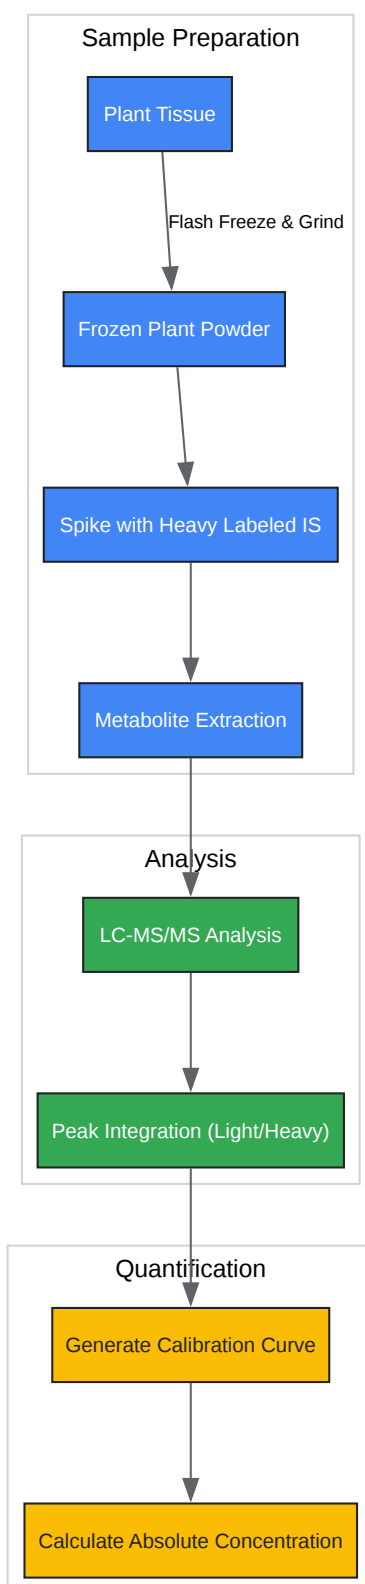 Sample Preparation
Plant Tissue
Flash Freeze & Grind
Frozen Plant Powder
Spike with Heavy Labeled IS
Metabolite Extraction
Analysis
LC-MS/MS Analysis
Peak Integration (Light/Heavy)
Quantification
Generate Calibration Curve
Calculate Absolute Concentration